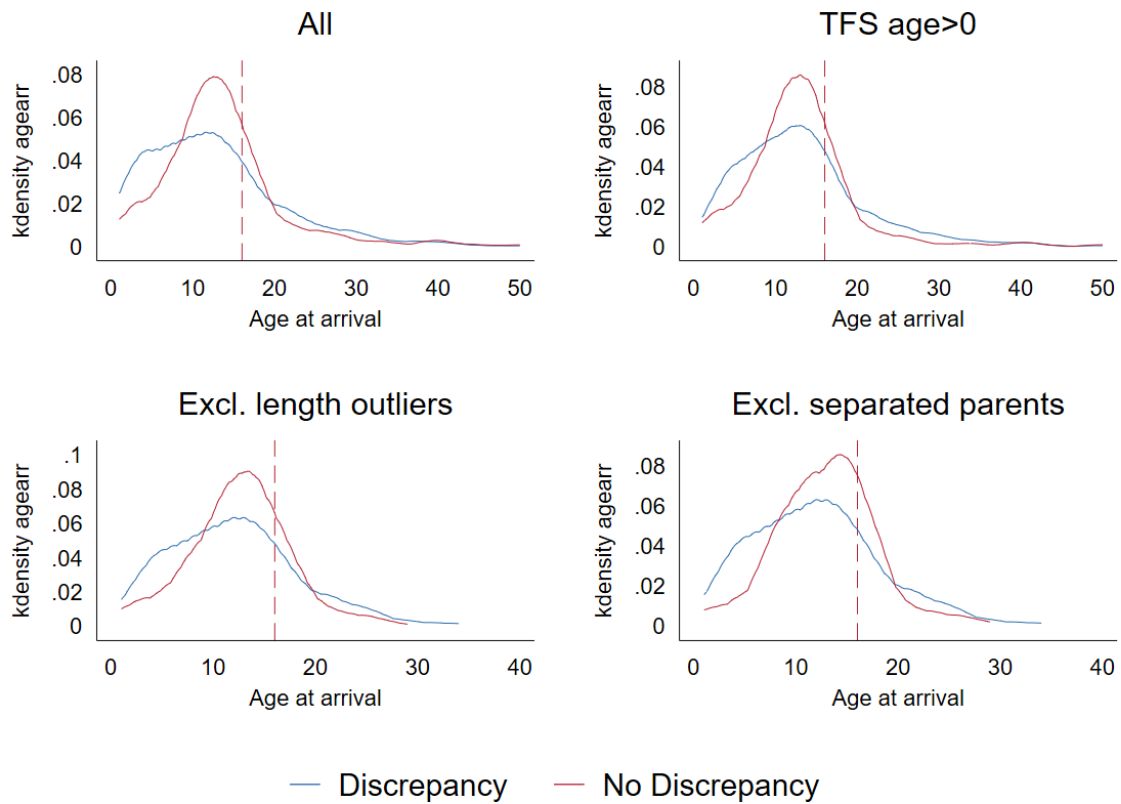 All
TFS age>0
kdensity agearr
.08
.06
.04
.02
0
0 10 20 30 40 50
Age at arrival
kdensity agearr
.08
.06
.04
.02
0
0 10 20 30 40 50
Age at arrival
Excl. length outliers
Excl. separated parents
kdensity agearr
.1
.08
.06
.04
.02
0
0 10 20 30 40
Age at arrival
kdensity agearr
.08
.06
.04
.02
0
0 10 20 30 40
Age at arrival
Discrepancy No Discrepancy